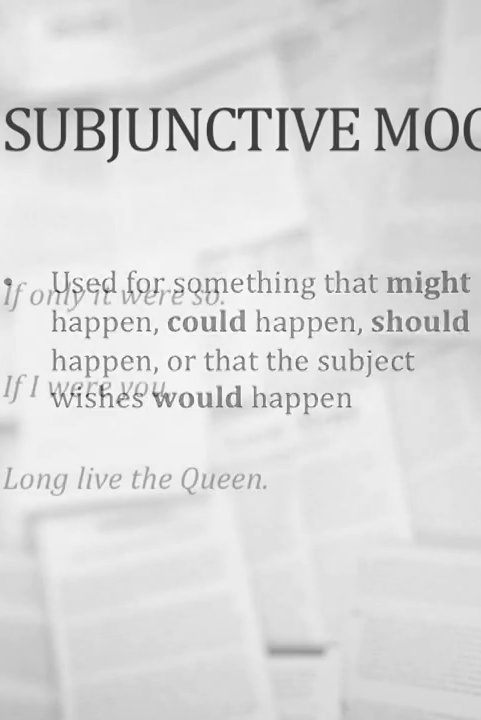 SUBJUNCTIVE MOO
• Used for something that might
happen, could happen, should
happen, or that the subject
wishes would happen
If only it were so.
If I were you,
Long live the Queen.